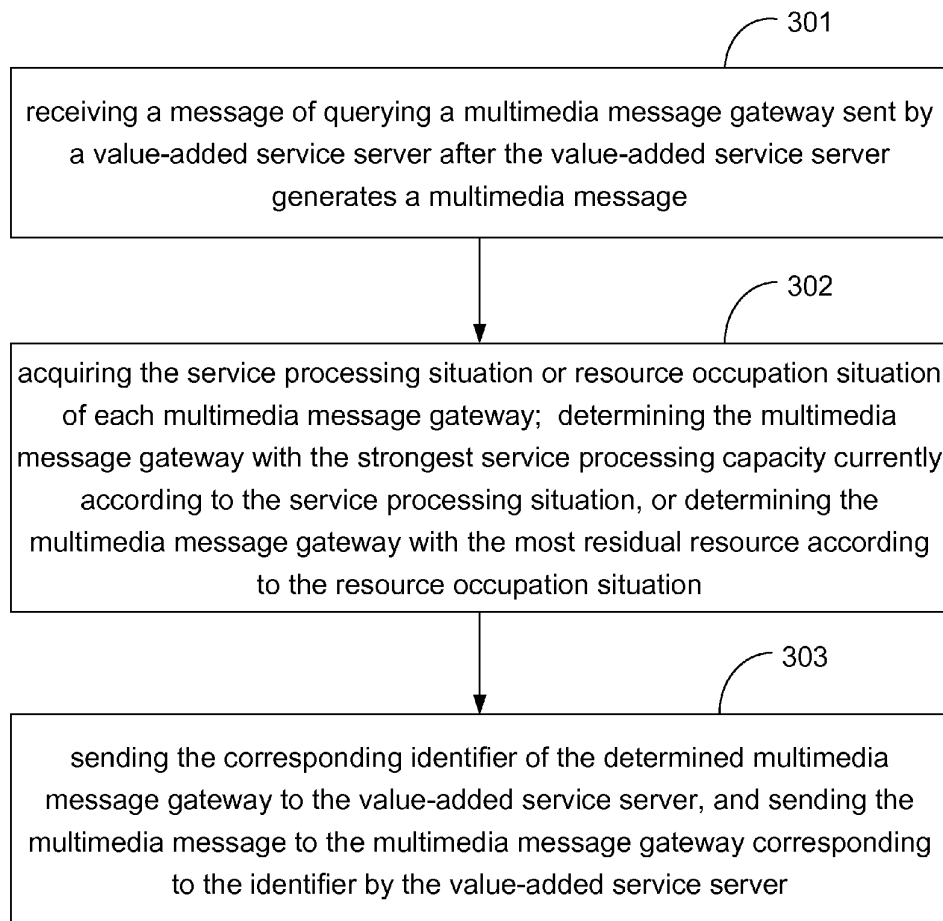 301
receiving a message of querying a multimedia message gateway sent by
a value-added service server after the value-added service server
generates a multimedia message
302
acquiring the service processing situation or resource occupation situation
of each multimedia message gateway; determining the multimedia
message gateway with the strongest service processing capacity currently
according to the service processing situation, or determining the
multimedia message gateway with the most residual resource according
to the resource occupation situation
303
sending the corresponding identifier of the determined multimedia
message gateway to the value-added service server, and sending the
multimedia message to the multimedia message gateway corresponding
to the identifier by the value-added service server